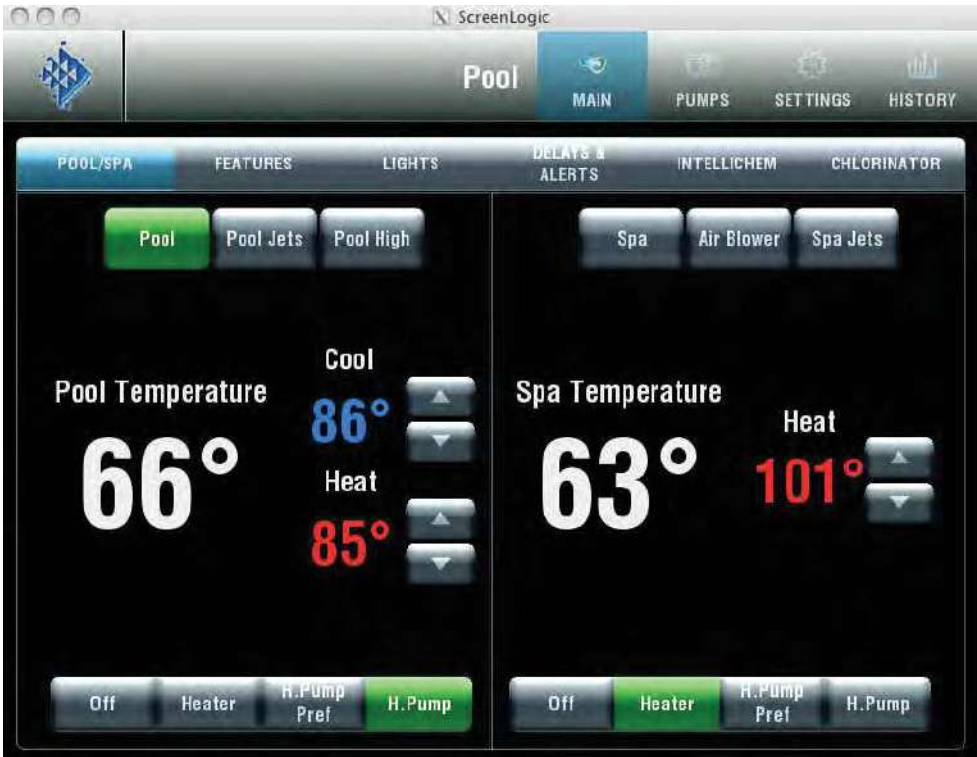 ScreenLogic
Pool
MAIN
PUMPS
SETTINGS
HISTORY
POOL/SPA
FEATURES
LIGHTS
DELAYS &
ALERTS
INTELLICHEM
CHLORINATOR
Pool
Pool Jets
Pool High
Cool
Pool Temperature
86°
66°
Heat
85°
Off
Heater
H.Pump
Pref
H.Pump
Spa
Air Blower
Spa Jets
Spa Temperature
Heat
63°
101°
Off
Heater
H.Pump
Pref
H.Pump